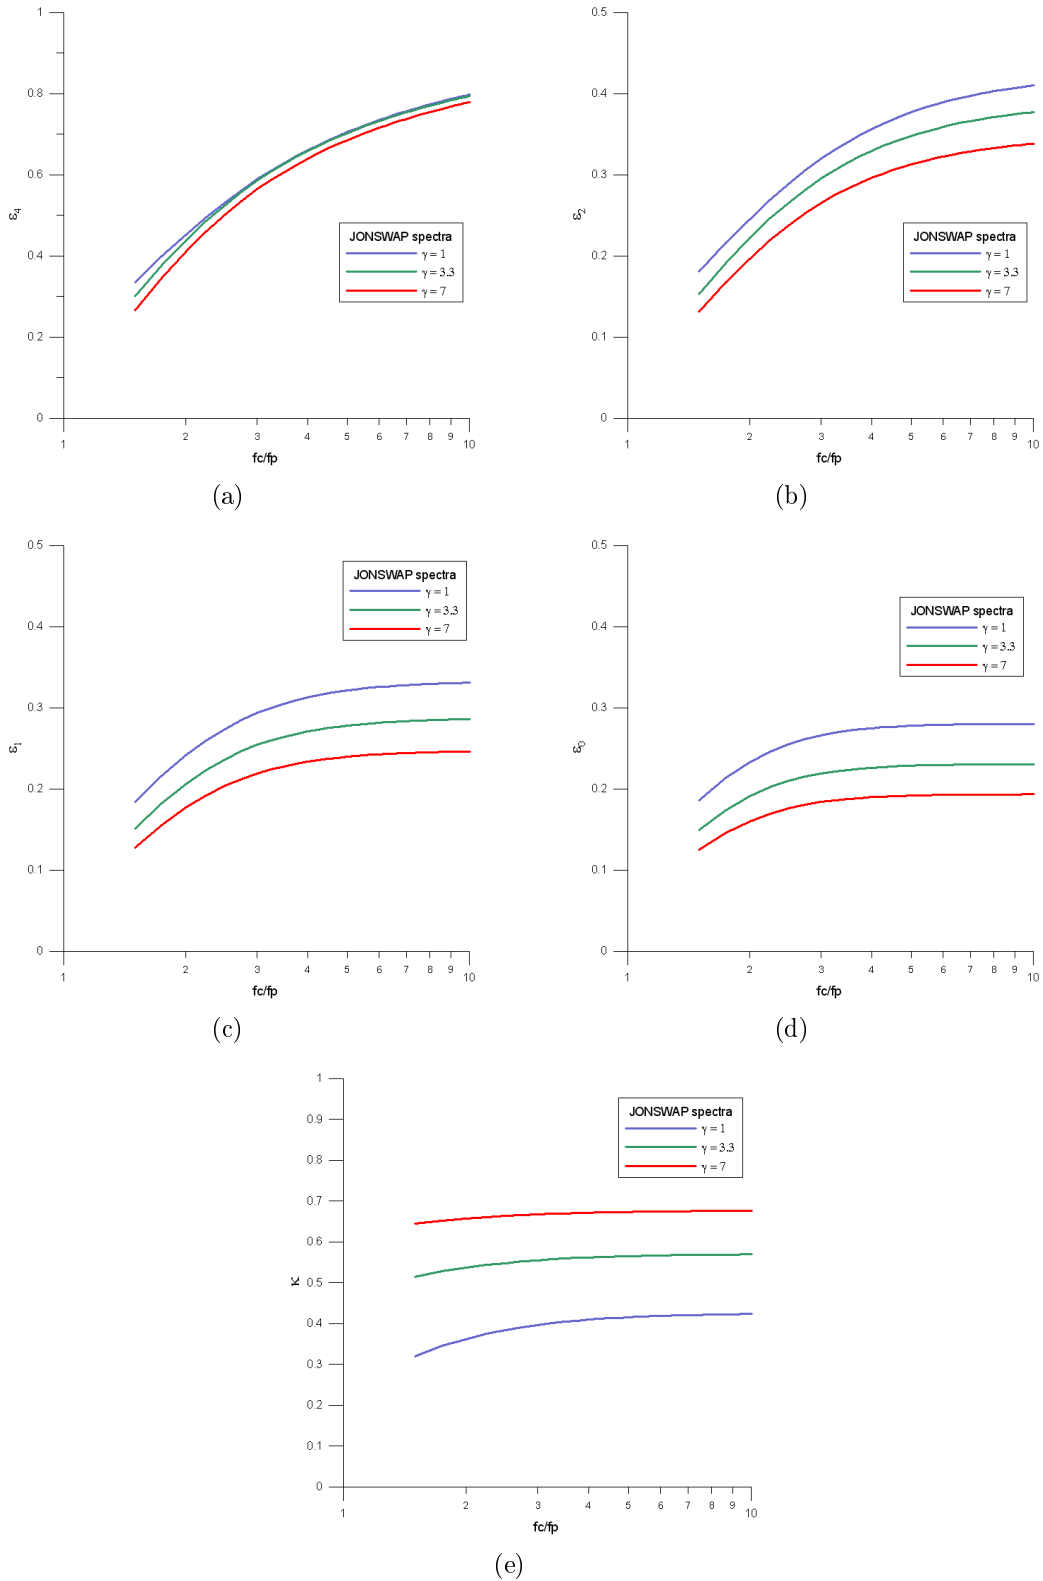 1
0.8
0.6
0.4
0.2
0
ε4
JONSWAP spectra
γ = 1
γ = 3.3
γ = 7
1 2 3 4 5 6 7 8 9 10
fc/fp
(a)
0.5
0.4
0.3
0.2
0.1
0
ε2
JONSWAP spectra
γ = 1
γ = 3.3
γ = 7
1 2 3 4 5 6 7 8 9 10
fc/fp
(b)
0.5
0.4
0.3
0.2
0.1
0
ε1
JONSWAP spectra
γ = 1
γ = 3.3
γ = 7
1 2 3 4 5 6 7 8 9 10
fc/fp
(c)
0.5
0.4
0.3
0.2
0.1
0
ε0
JONSWAP spectra
γ = 1
γ = 3.3
γ = 7
1 2 3 4 5 6 7 8 9 10
fc/fp
(d)
1
0.9
0.8
0.7
0.6
0.5
0.4
0.3
0.2
0.1
0
κ
JONSWAP spectra
γ = 1
γ = 3.3
γ = 7
1 2 3 4 5 6 7 8 9 10
fc/fp
(e)